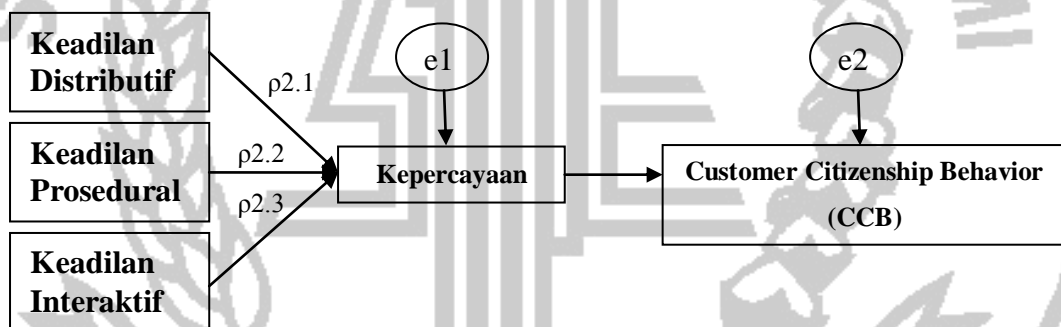 Keadilan
Distributif
e1
e2
ρ2.1
Keadilan
Prosedural
ρ2.2
Kepercayaan
Customer Citizenship Behavior
(CCB)
ρ2.3
Keadilan
Interaktif